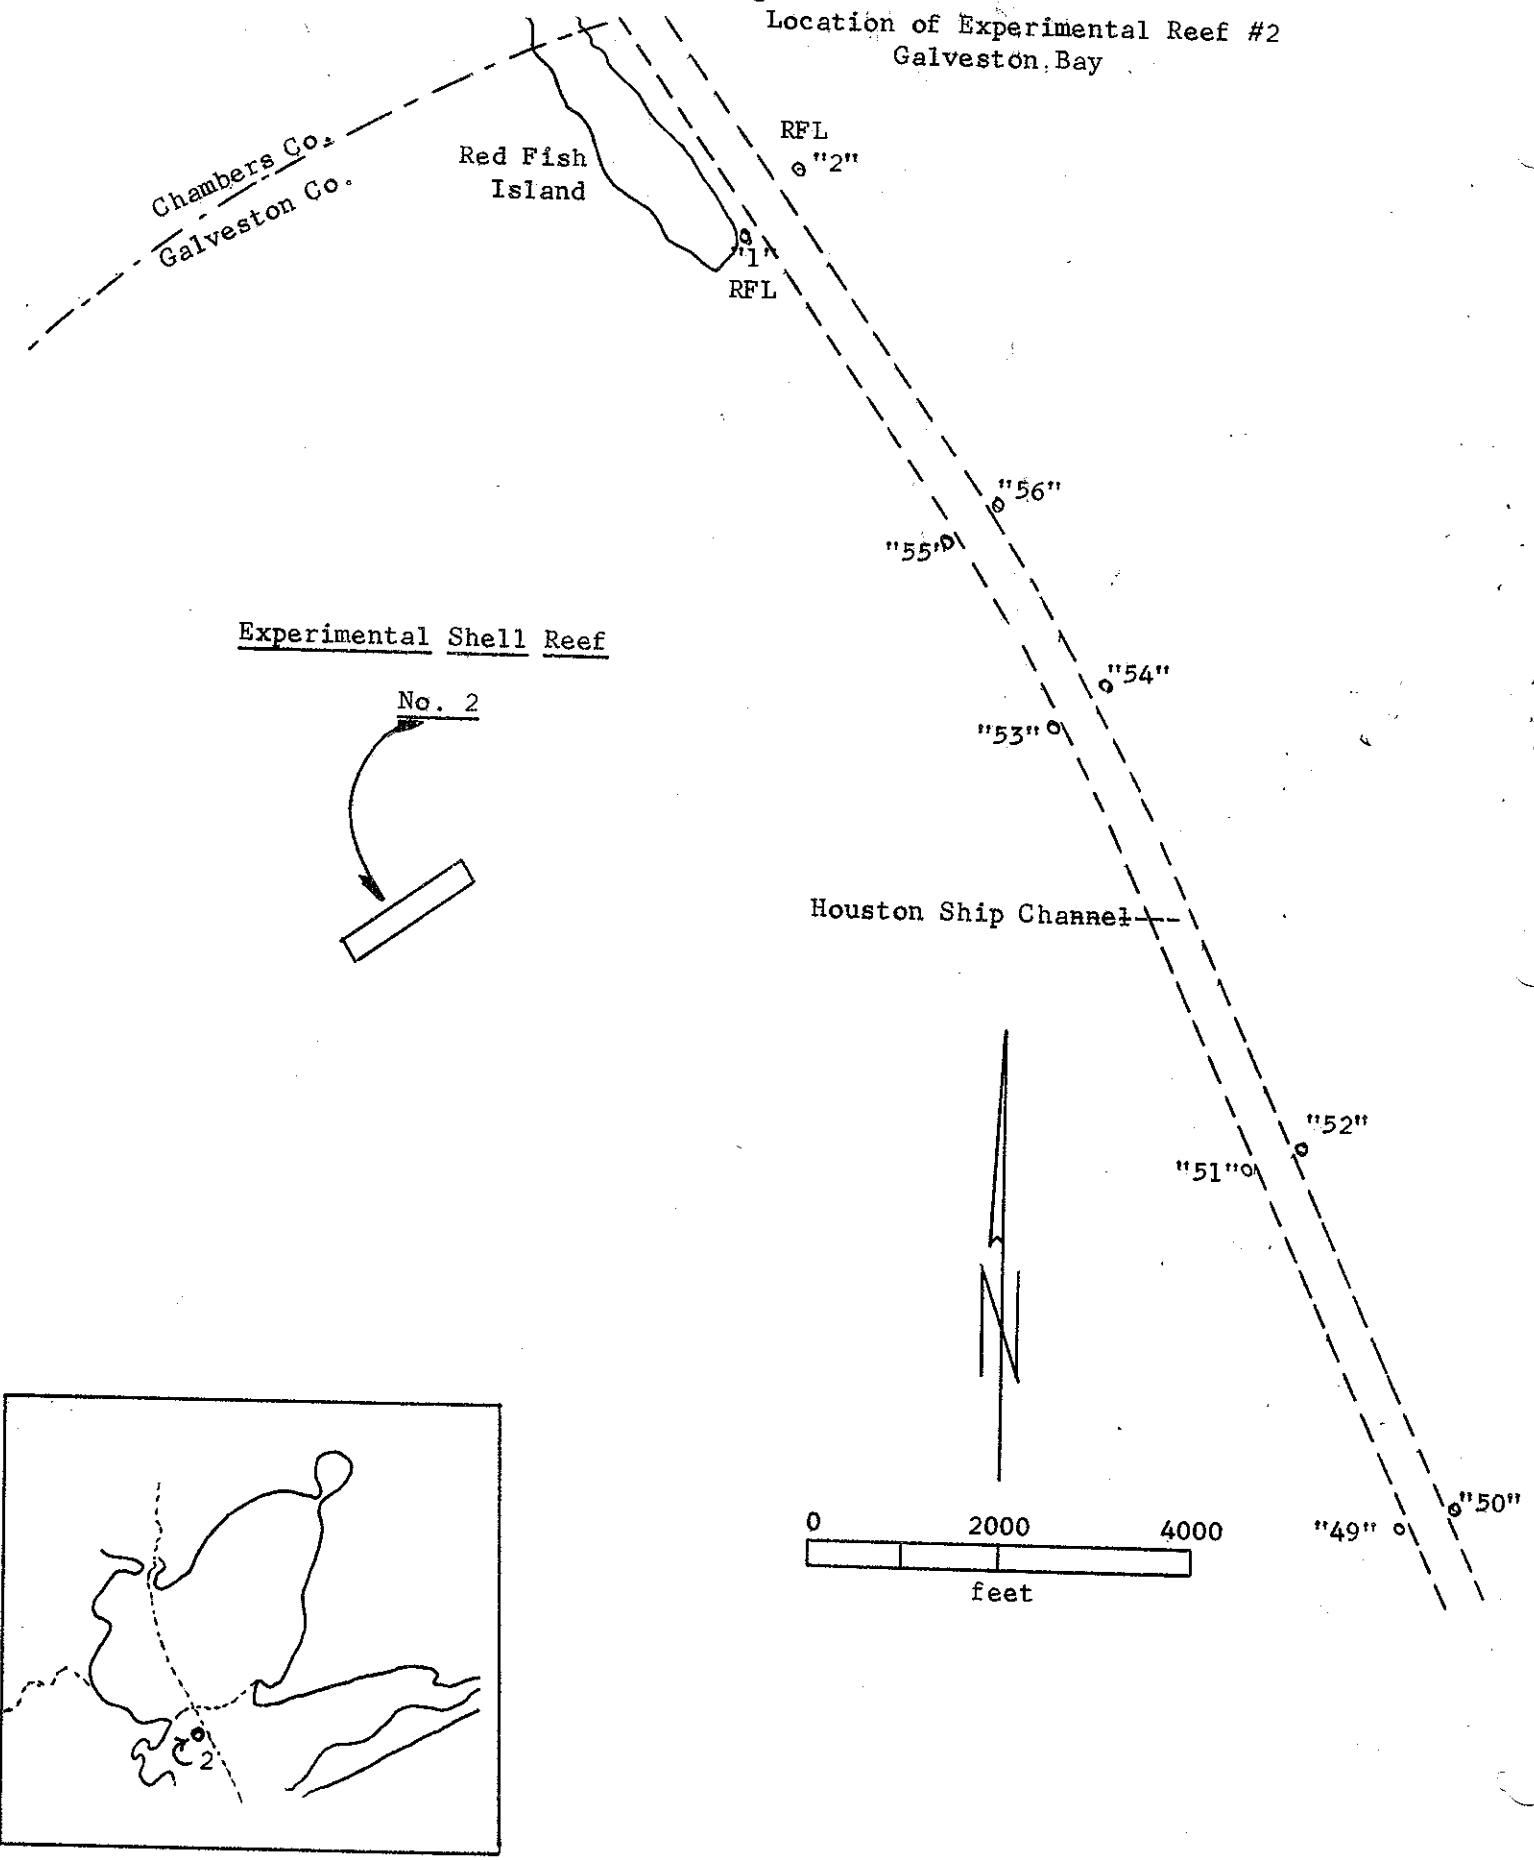 Location of Experimental Reef #2
Galveston Bay
Chambers Co.
Galveston Co.
Red Fish
Island
RFL
"2"
"1"
RFL
"56"
"55"
Experimental Shell Reef
No. 2
"54"
"53"
Houston Ship Channel
"52"
"51"
N
0 2000 4000
feet
"50"
"49"
2